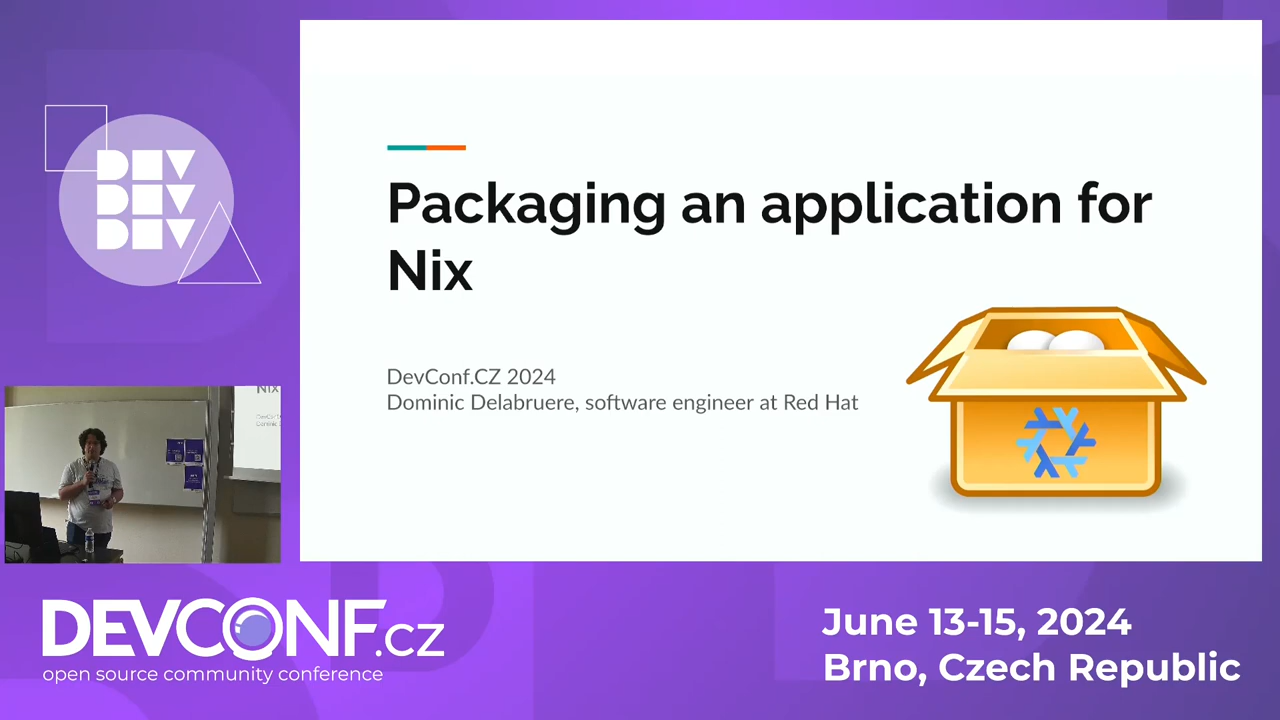 DEV
DEV
DEV
Packaging an application for
Nix
DevConf.CZ 2024
Dominic Delabruere, software engineer at Red Hat
Nix
DEVCONF.cz
open source community conference
June 13-15, 2024
Brno, Czech Republic